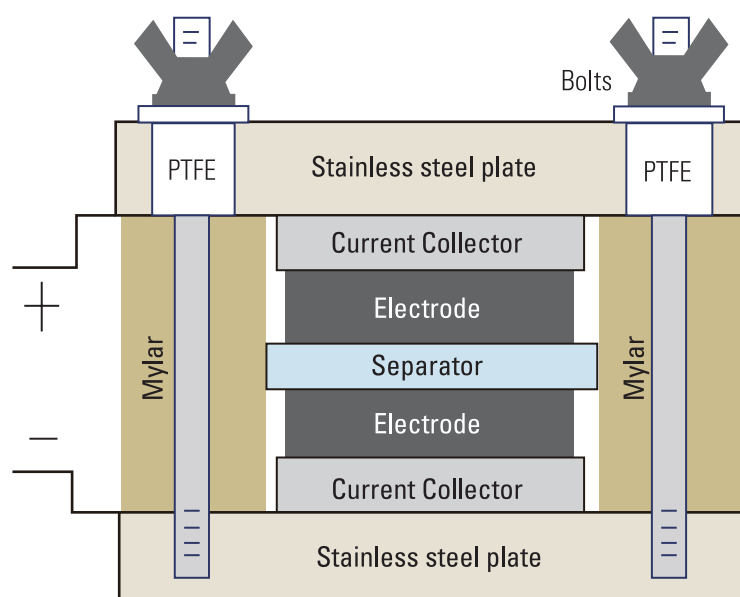 Bolts
PTFE
Stainless steel plate
PTFE
Current Collector
+
Electrode
Mylar
Separator
Mylar
−
Electrode
Current Collector
Stainless steel plate